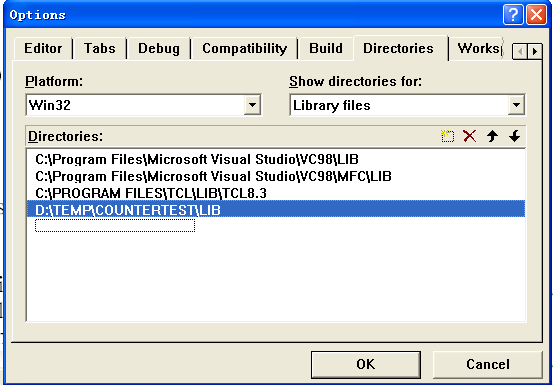 Options
Editor Tabs Debug Compatibility Build Directories
Platform: Show directories for:
Win32 Library files
Directories:
C:\Program Files\Microsoft Visual Studio\VC98\LIB
C:\Program Files\Microsoft Visual Studio\VC98\MFC\LIB
C:\PROGRAM FILES\TCL\LIB\TCL8.3
D:\TEMP\COUNTERTEST\LIB
OK Cancel